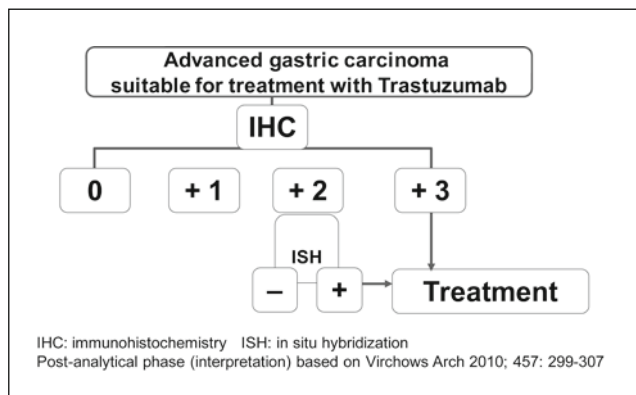 Advanced gastric carcinoma
suitable for treatment with Trastuzumab
IHC
0 + 1 + 2 + 3
ISH
– + Treatment
IHC: immunohistochemistry ISH: in situ hybridization
Post-analytical phase (interpretation) based on Virchows Arch 2010; 457: 299-307